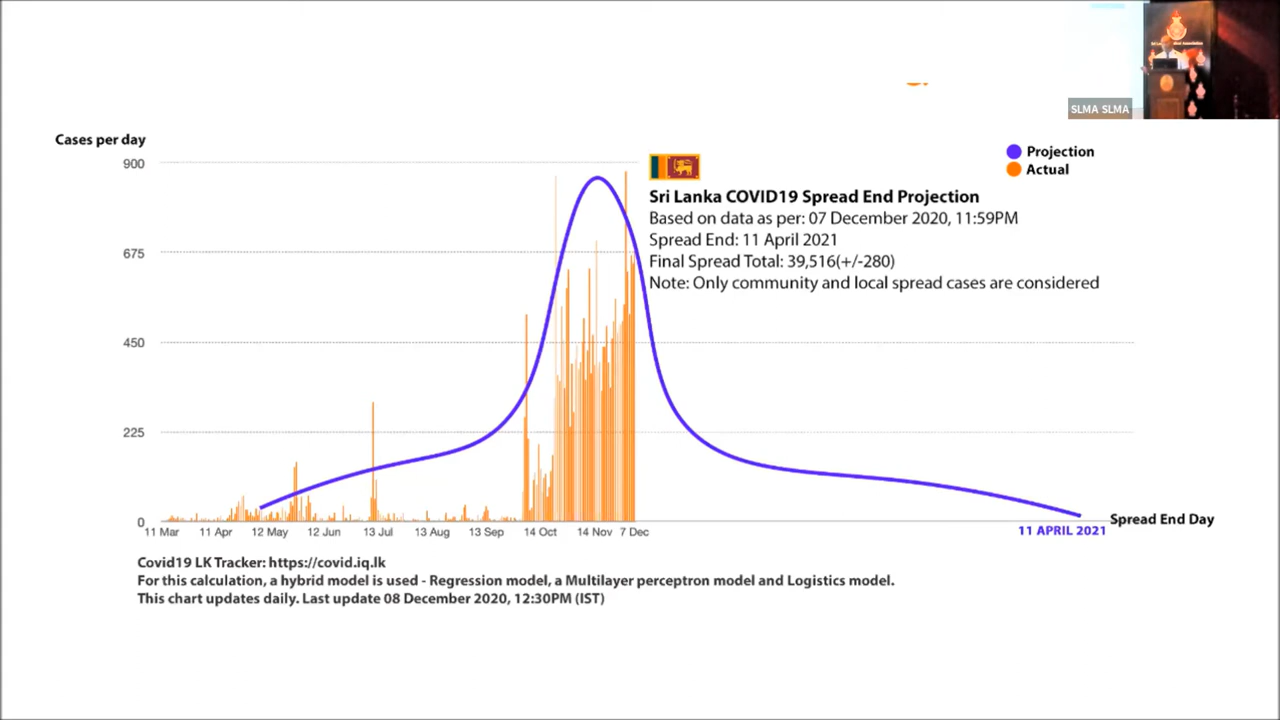 SLMA SLMA
Cases per day
900
675
450
225
0
Projection
Actual
Sri Lanka COVID19 Spread End Projection
Based on data as per: 07 December 2020, 11:59PM
Spread End: 11 April 2021
Final Spread Total: 39,516(+/-280)
Note: Only community and local spread cases are considered
11 Mar 11 Apr 12 May 12 Jun 13 Jul 13 Aug 13 Sep 14 Oct 14 Nov 7 Dec
11 APRIL 2021
Spread End Day
Covid19 LK Tracker: https://covid.iq.lk
For this calculation, a hybrid model is used - Regression model, a Multilayer perceptron model and Logistics model.
This chart updates daily. Last update 08 December 2020, 12:30PM (IST)